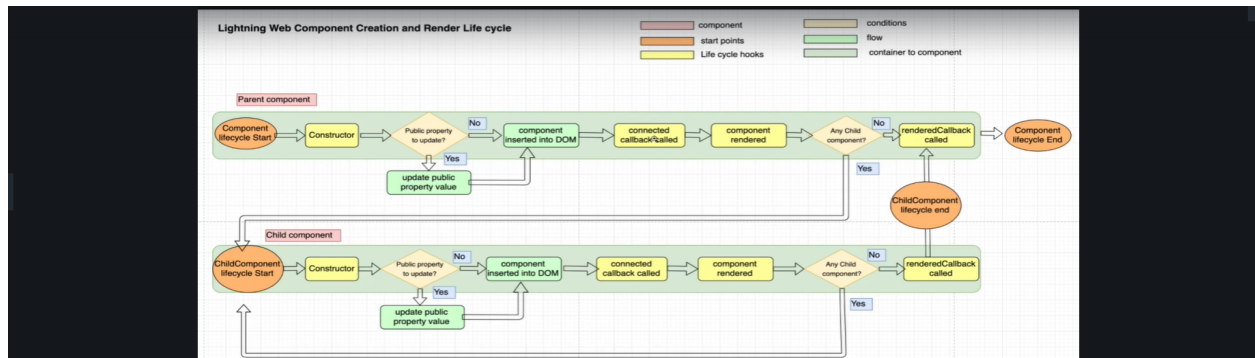 Lightning Web Component Creation and Render Life cycle
component
start points
Life cycle hooks
conditions
flow
container to component
Parent component
Component
lifecycle Start
Constructor
Public property
to update?
No
Yes
update public
property value
component
inserted into DOM
connected
callback called
component
rendered
Any Child
component?
No
Yes
renderedCallback
called
Component
lifecycle End
ChildComponent
lifecycle end
Child component
ChildComponent
lifecycle Start
Constructor
Public property
to update?
No
Yes
update public
property value
component
inserted into DOM
connected
callback called
component
rendered
Any Child
component?
No
Yes
renderedCallback
called